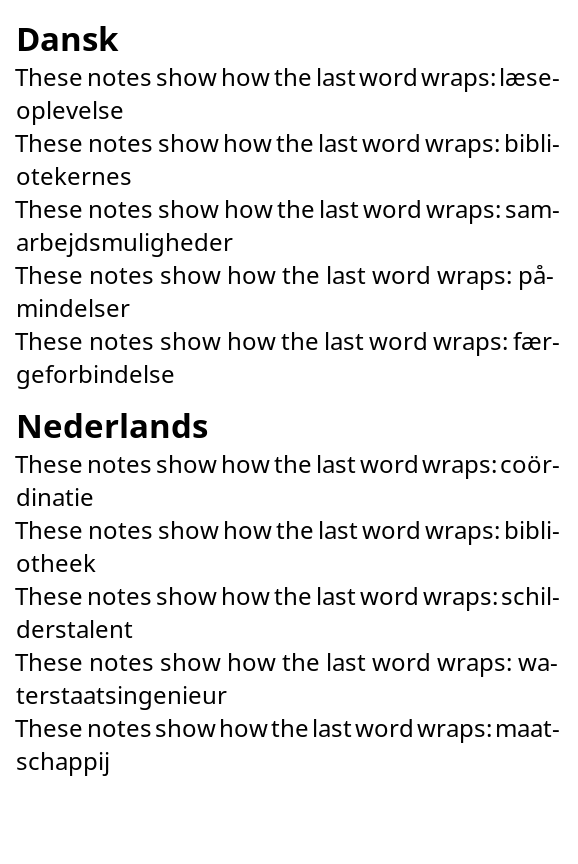 Dansk
These notes show how the last word wraps: læse-
oplevelse
These notes show how the last word wraps: bibli-
otekernes
These notes show how the last word wraps: sam-
arbejdsmuligheder
These notes show how the last word wraps: på-
mindelser
These notes show how the last word wraps: fær-
geforbindelse
Nederlands
These notes show how the last word wraps: coör-
dinatie
These notes show how the last word wraps: bibli-
otheek
These notes show how the last word wraps: schil-
derstalent
These notes show how the last word wraps: wa-
terstaatsingenieur
These notes show how the last word wraps: maat-
schappij